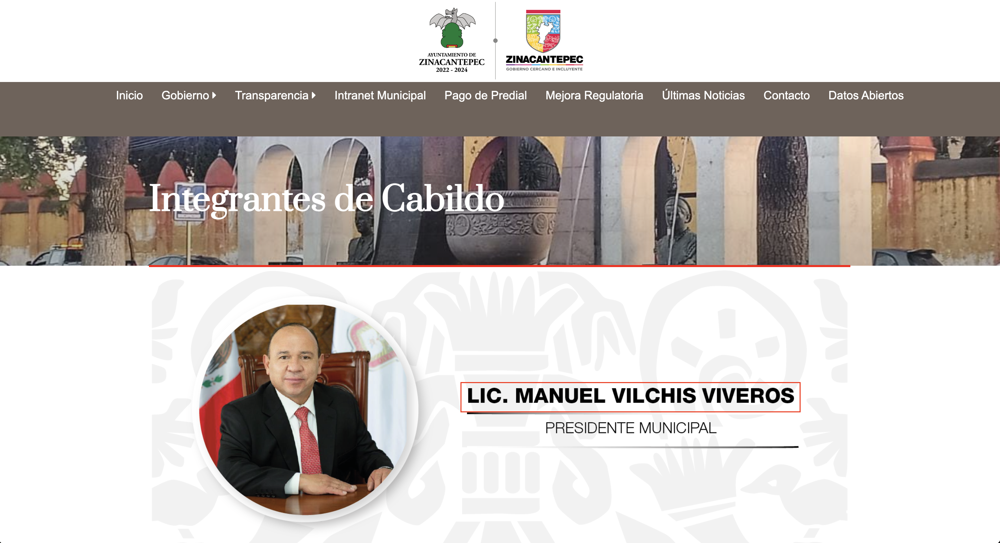 AYUNTAMIENTO DE
ZINACANTEPEC
2022 - 2024
ZINACANTEPEC
GOBIERNO CERCANO E INCLUYENTE
Inicio Gobierno Transparencia Intranet Municipal Pago de Predial Mejora Regulatoria Últimas Noticias Contacto Datos Abiertos
Integrantes de Cabildo
LIC. MANUEL VILCHIS VIVEROS
PRESIDENTE MUNICIPAL